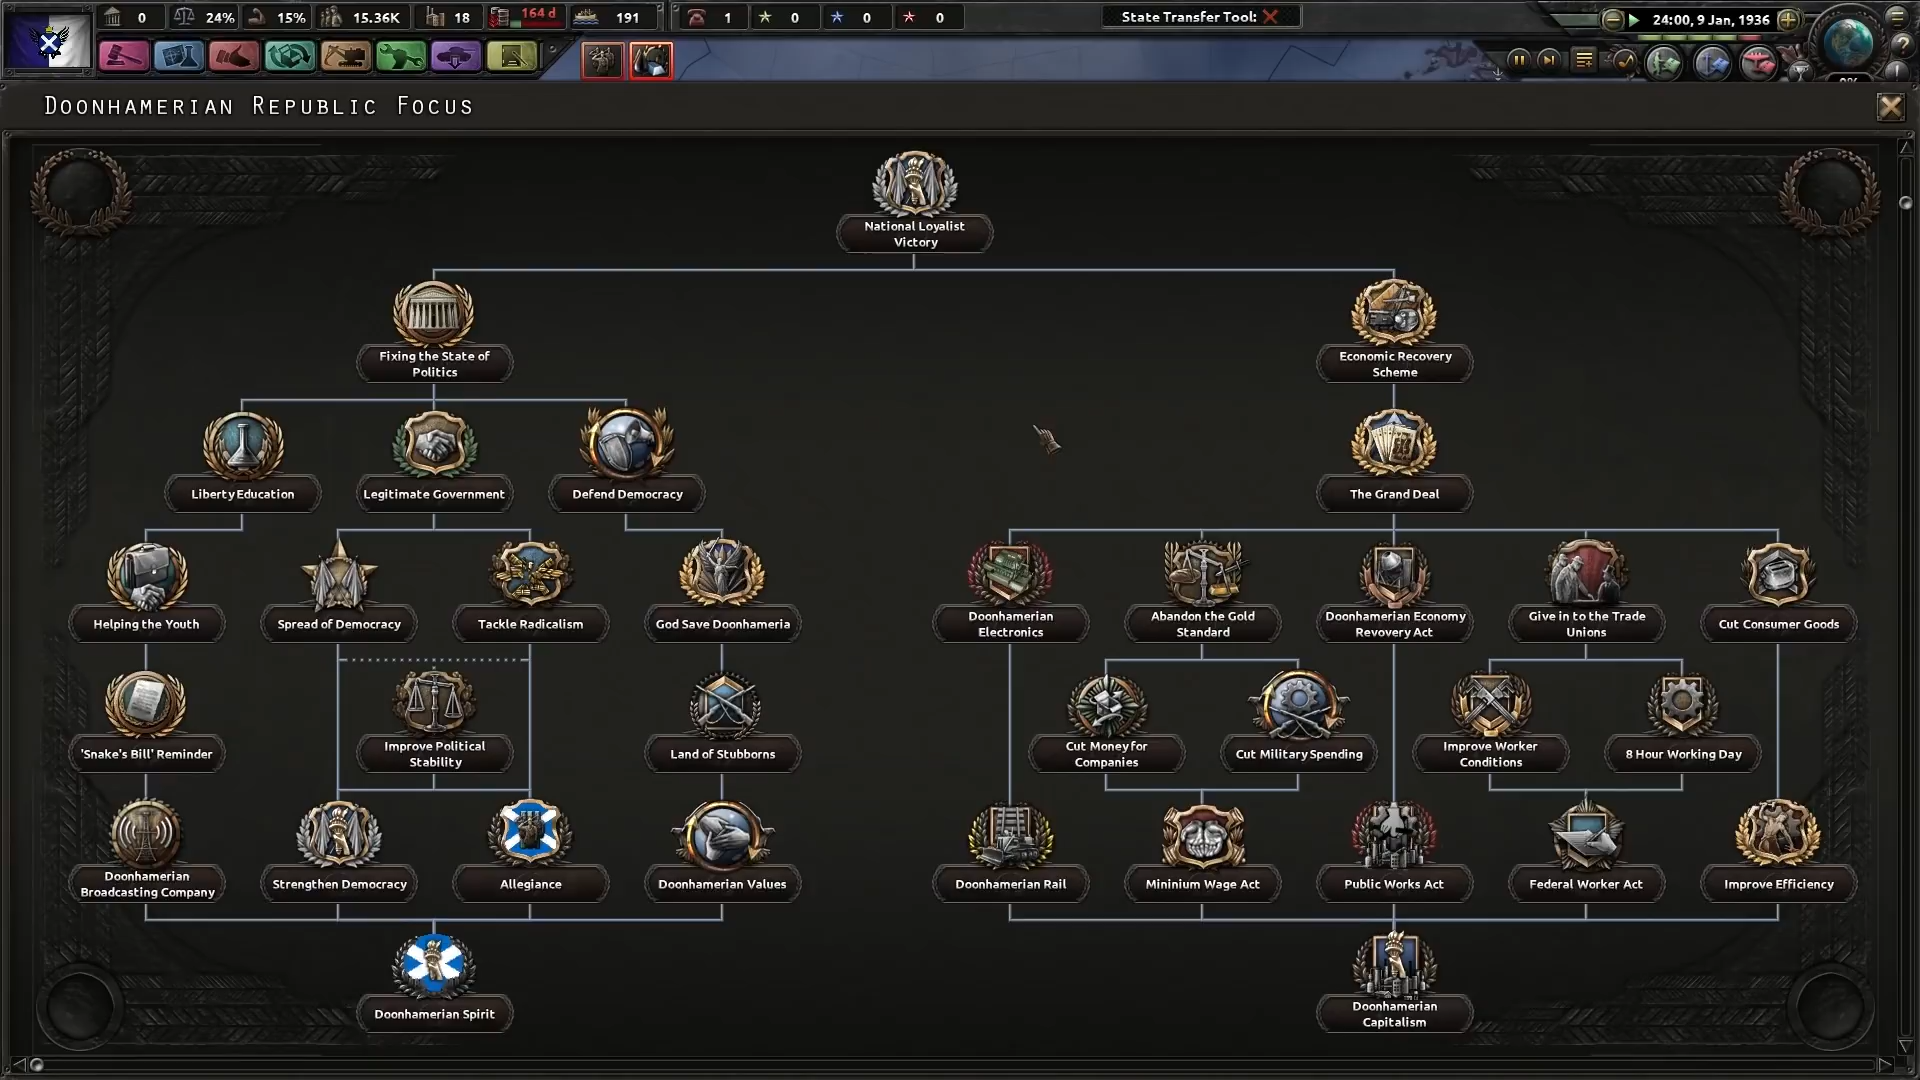 0 24% 15% 15.36K 18 164 d 191 1 0 0 0 State Transfer Tool: 24:00, 9 Jan, 1936
Doonhamerian Republic Focus
National Loyalist
Victory
Fixing the State of
Politics
Economic Recovery
Scheme
Liberty Education
Legitimate Government
Defend Democracy
The Grand Deal
Helping the Youth
Spread of Democracy
Tackle Radicalism
God Save Doonhameria
Doonhamerian
Electronics
Abandon the Gold
Standard
Doonhamerian Economy
Revovery Act
Give in to the Trade
Unions
Cut Consumer Goods
'Snake's Bill' Reminder
Improve Political
Stability
Land of Stubborns
Cut Money for
Companies
Cut Military Spending
Improve Worker
Conditions
8 Hour Working Day
Doonhamerian
Broadcasting Company
Strengthen Democracy
Allegiance
Doonhamerian Values
Doonhamerian Rail
Mininium Wage Act
Public Works Act
Federal Worker Act
Improve Efficiency
Doonhamerian Spirit
Doonhamerian
Capitalism